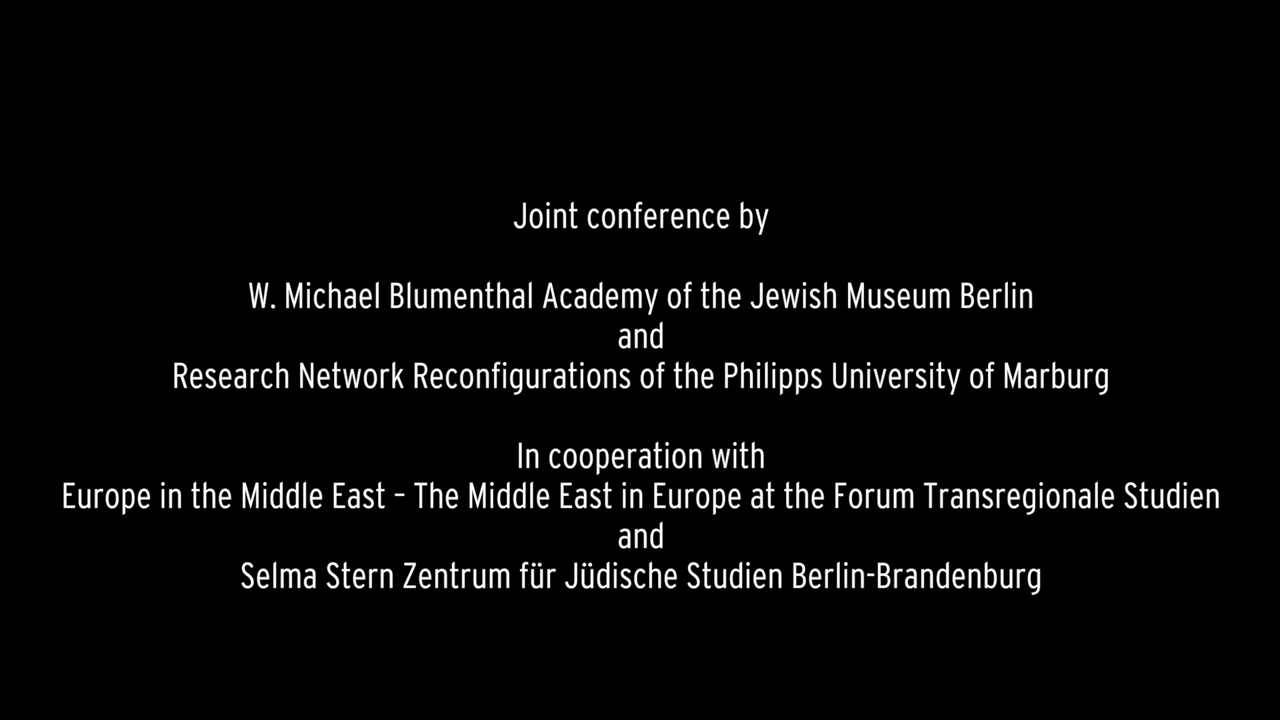 Joint conference by
W. Michael Blumenthal Academy of the Jewish Museum Berlin
and
Research Network Reconfigurations of the Philipps University of Marburg
In cooperation with
Europe in the Middle East – The Middle East in Europe at the Forum Transregionale Studien
and
Selma Stern Zentrum für Jüdische Studien Berlin-Brandenburg